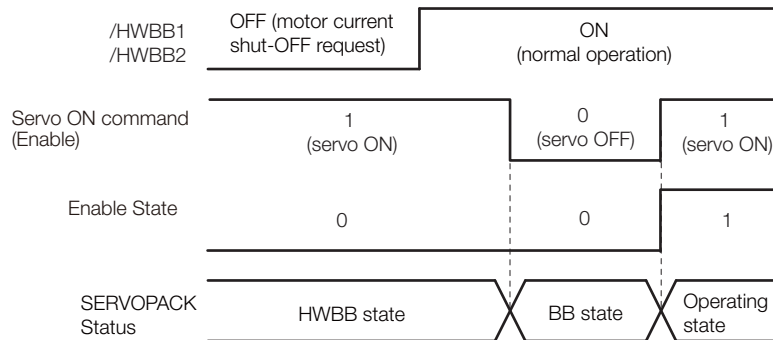 /HWBB1
/HWBB2
OFF (motor current
shut-OFF request)
ON
(normal operation)
Servo ON command
(Enable)
1
(servo ON)
0
(servo OFF)
1
(servo ON)
Enable State
0
0
1
SERVOPACK
Status
HWBB state
BB state
Operating
state